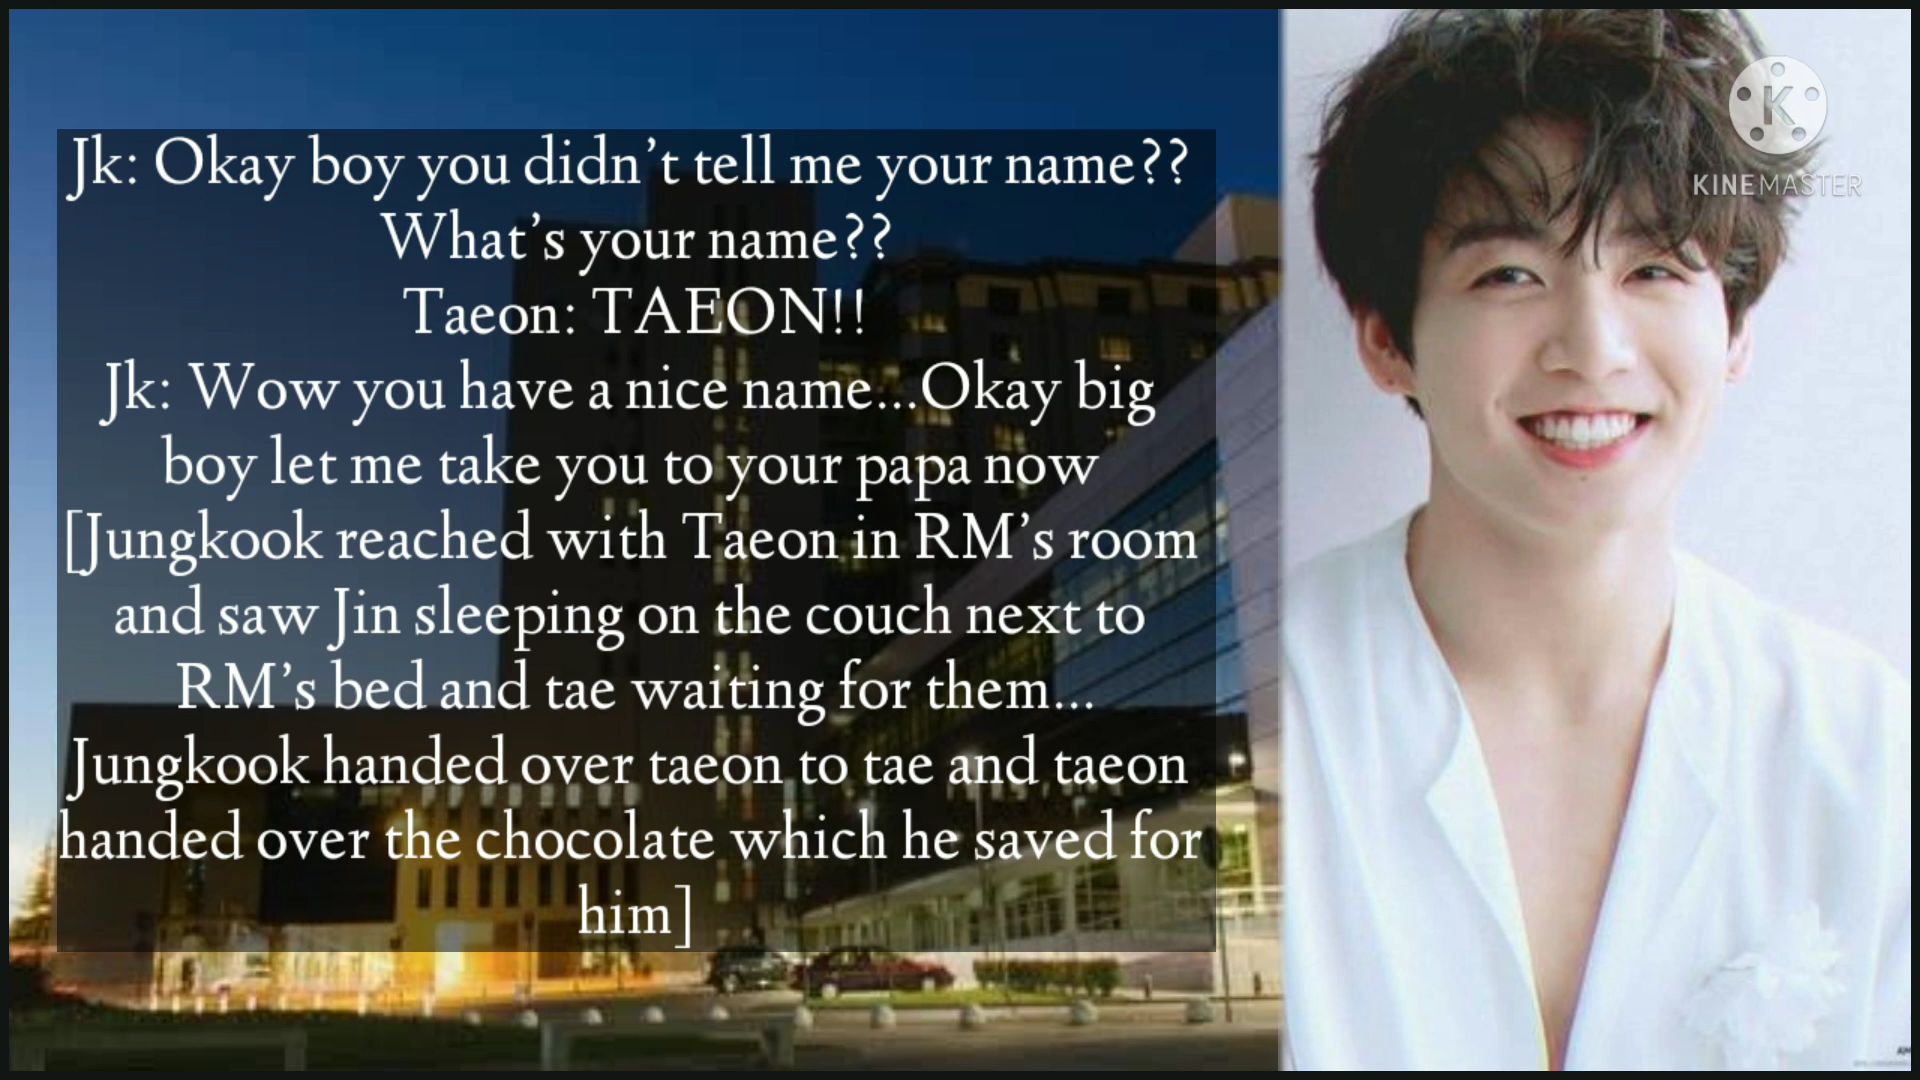 Jk: Okay boy you didn't tell me your name??
What's your name??
Taeon: TAEON!!
Jk: Wow you have a nice name...Okay big
boy let me take you to your papa now
[Jungkook reached with Taeon in RM's room
and saw Jin sleeping on the couch next to
RM's bed and tae waiting for them...
Jungkook handed over taeon to tae and taeon
handed over the chocolate which he saved for
him]
K
KINEMASTER